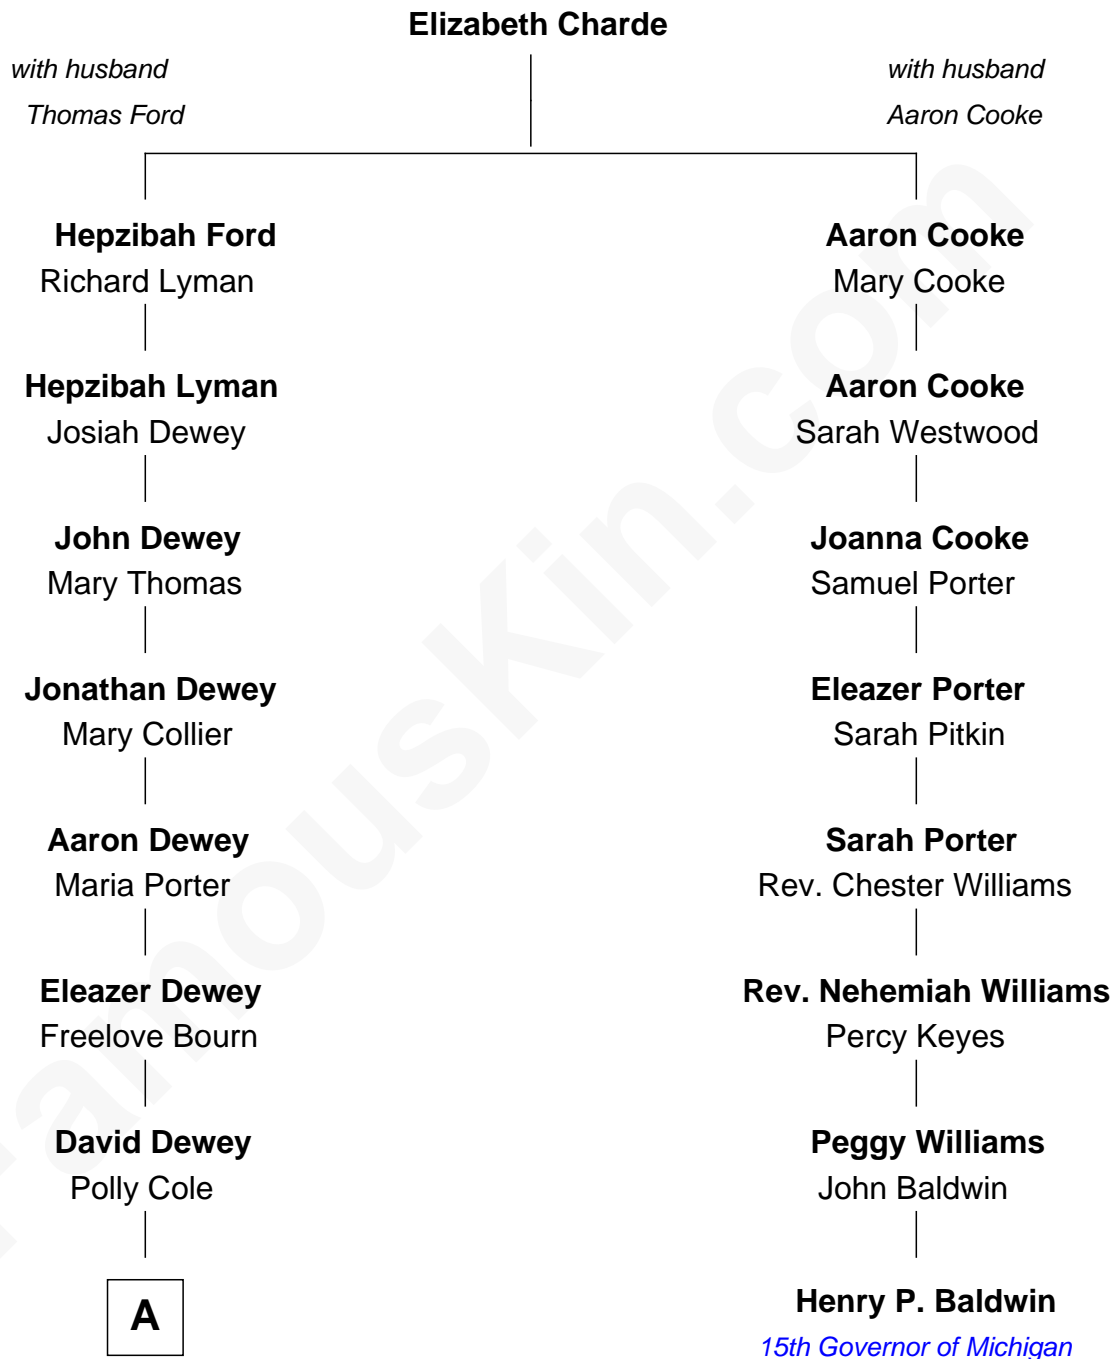 Elizabeth Charde
with husband
Thomas Ford
with husband
Aaron Cooke
Hepzibah Ford
Richard Lyman
Aaron Cooke
Mary Cooke
Hepzibah Lyman
Josiah Dewey
Aaron Cooke
Sarah Westwood
John Dewey
Mary Thomas
Joanna Cooke
Samuel Porter
Jonathan Dewey
Mary Collier
Eleazer Porter
Sarah Pitkin
Aaron Dewey
Maria Porter
Sarah Porter
Rev. Chester Williams
Eleazer Dewey
Freelove Bourn
Rev. Nehemiah Williams
Percy Keyes
David Dewey
Polly Cole
Peggy Williams
John Baldwin
A
Henry P. Baldwin
15th Governor of Michigan
FamousKin.com